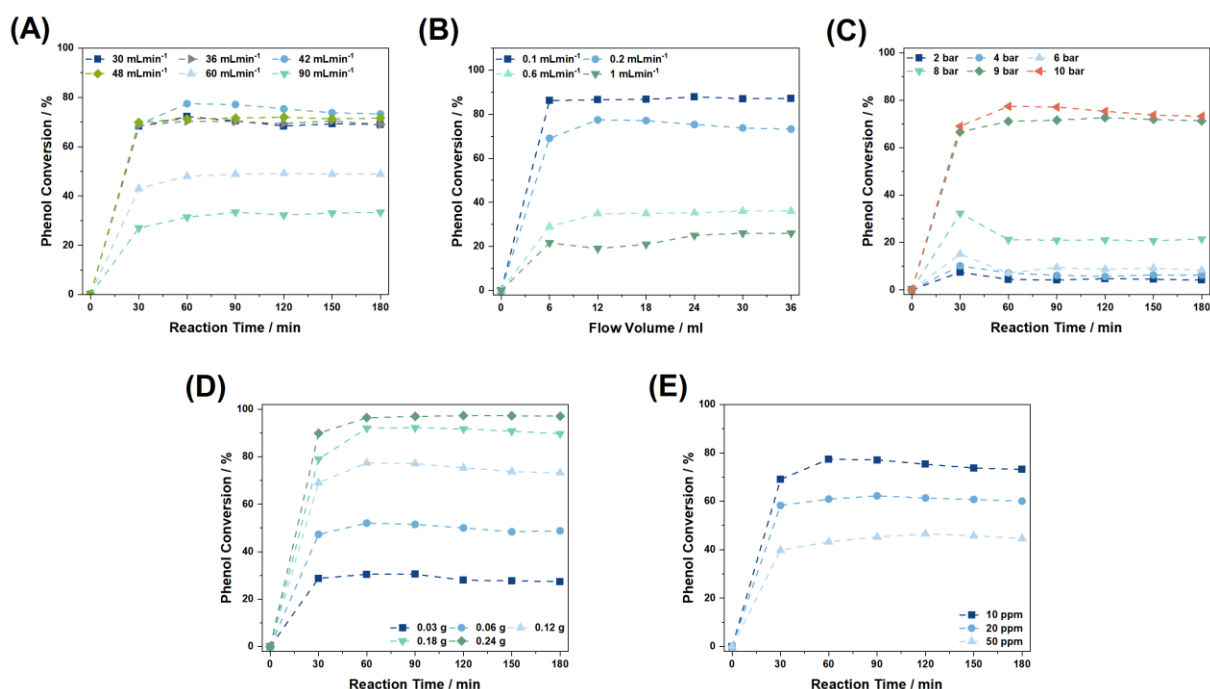 (A)
100
80
60
40
20
0
Phenol Conversion / %
30 mLmin⁻¹ 36 mLmin⁻¹ 42 mLmin⁻¹
48 mLmin⁻¹ 60 mLmin⁻¹ 90 mLmin⁻¹
0 30 60 90 120 150 180
Reaction Time / min
(B)
100
80
60
40
20
0
Phenol Conversion / %
0.1 mLmin⁻¹ 0.2 mLmin⁻¹
0.6 mLmin⁻¹ 1 mLmin⁻¹
0 6 12 18 24 30 36
Flow Volume / ml
(C)
100
80
60
40
20
0
Phenol Conversion / %
2 bar 4 bar 6 bar
8 bar 9 bar 10 bar
0 30 60 90 120 150 180
Reaction Time / min
(D)
100
80
60
40
20
0
Phenol Conversion / %
0.03 g 0.06 g 0.12 g
0.18 g 0.24 g
0 30 60 90 120 150 180
Reaction Time / min
(E)
100
80
60
40
20
0
Phenol Conversion / %
10 ppm
20 ppm
50 ppm
0 30 60 90 120 150 180
Reaction Time / min